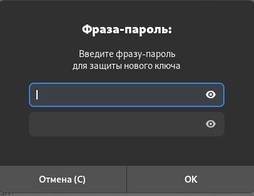 Фраза-пароль:
Введите фразу-пароль
для защиты нового ключа
Отмена (C)
OK